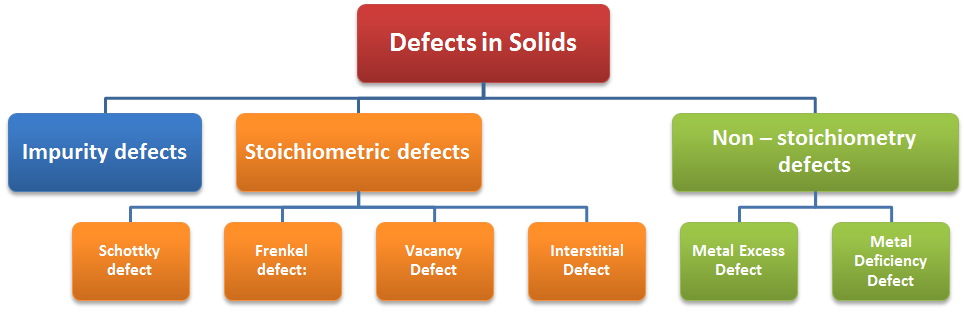 Defects in Solids
Impurity defects
Stoichiometric defects
Non – stoichiometry
defects
Schottky
defect
Frenkel
defect:
Vacancy
Defect
Interstitial
Defect
Metal Excess
Defect
Metal
Deficiency
Defect